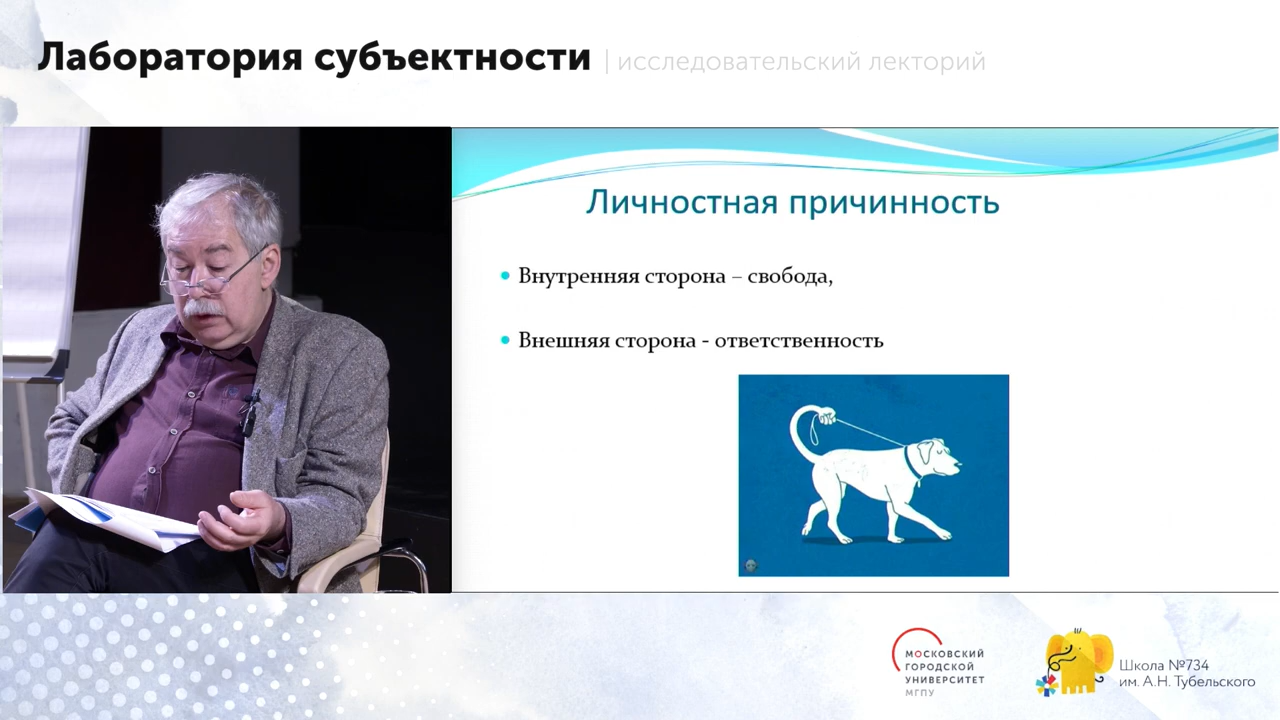 Лаборатория субъектности | исследовательский лекторий
Личностная причинность
• Внутренняя сторона – свобода,
• Внешняя сторона - ответственность
МОСКОВСКИЙ
ГОРОДСКОЙ
УНИВЕРСИТЕТ
МГПУ
Школа №734
им. А.Н. Тубельского